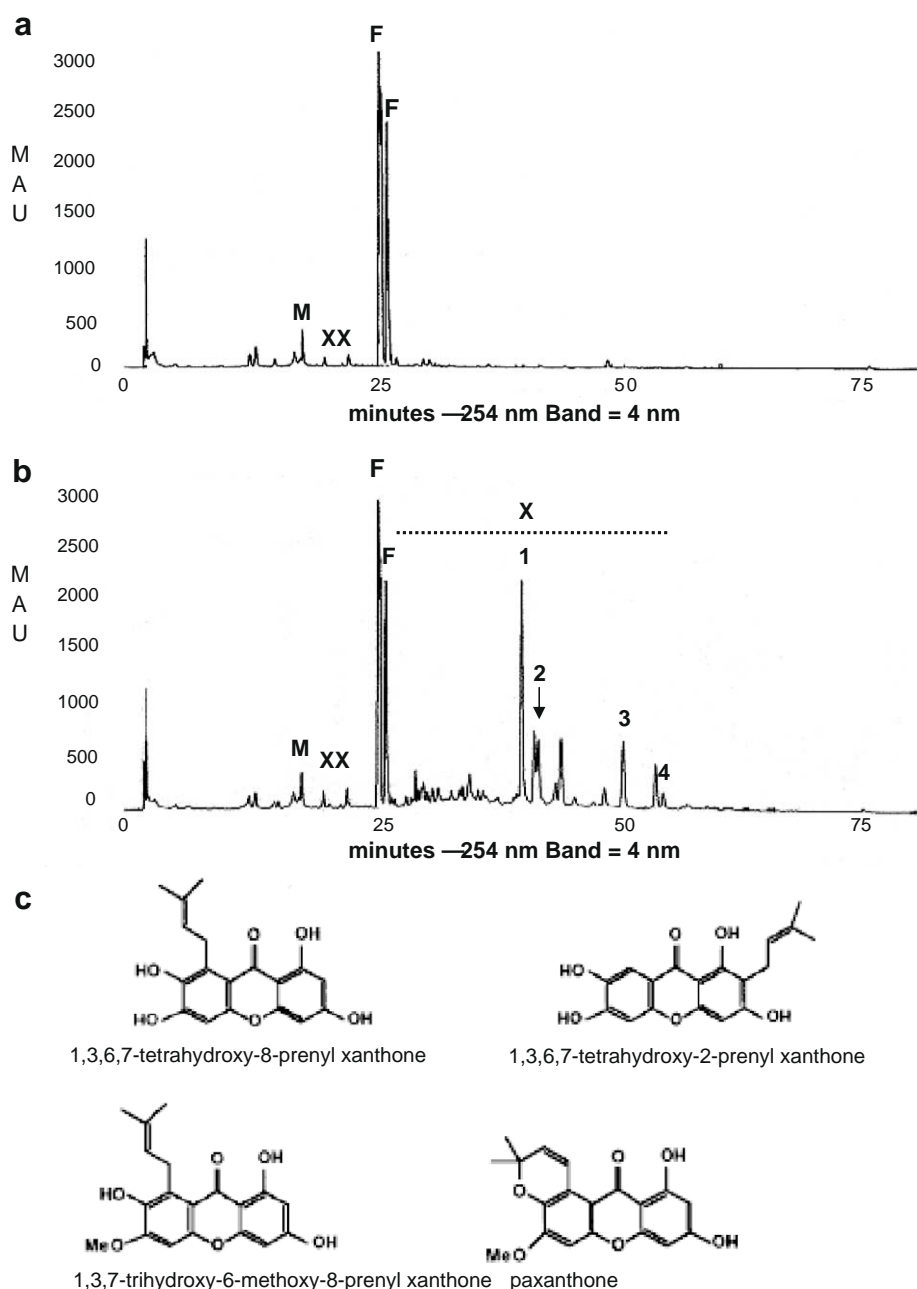 a
F
3000
F
2500
M
2000
A
1500
U
1000
M
500
XX
0
0 25 50 75
minutes —254 nm Band = 4 nm
b
F
3000
X
2500
F 1
M
2000
A
1500
U
2
1000
3
M XX
500
4
0
0 25 50 75
minutes —254 nm Band = 4 nm
c
O OH
HO
HO O OH
1,3,6,7-tetrahydroxy-8-prenyl xanthone
O OH
HO
HO O OH
1,3,6,7-tetrahydroxy-2-prenyl xanthone
O OH
HO
MeO O OH
1,3,7-trihydroxy-6-methoxy-8-prenyl xanthone
O OH
O
MeO O OH
paxanthone